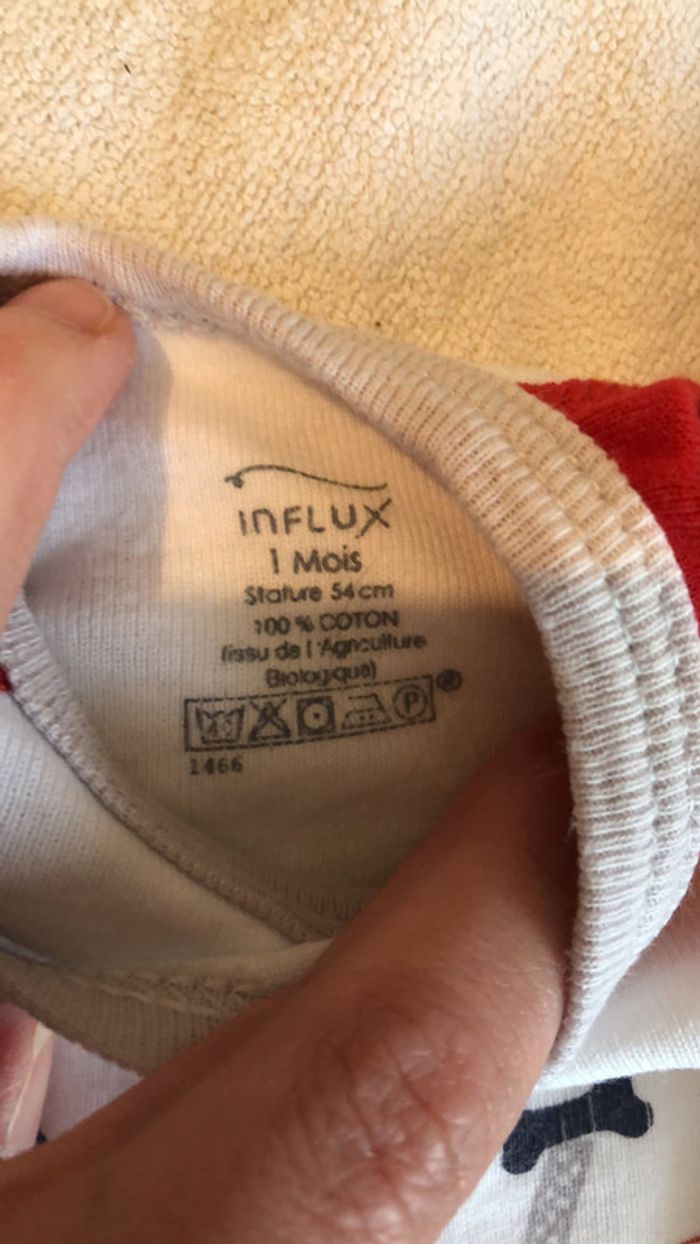 INFLUX
1 Mois
Stature 54cm
100 % COTON
(issu de l'Agriculture
Biologique)
P ®
1466